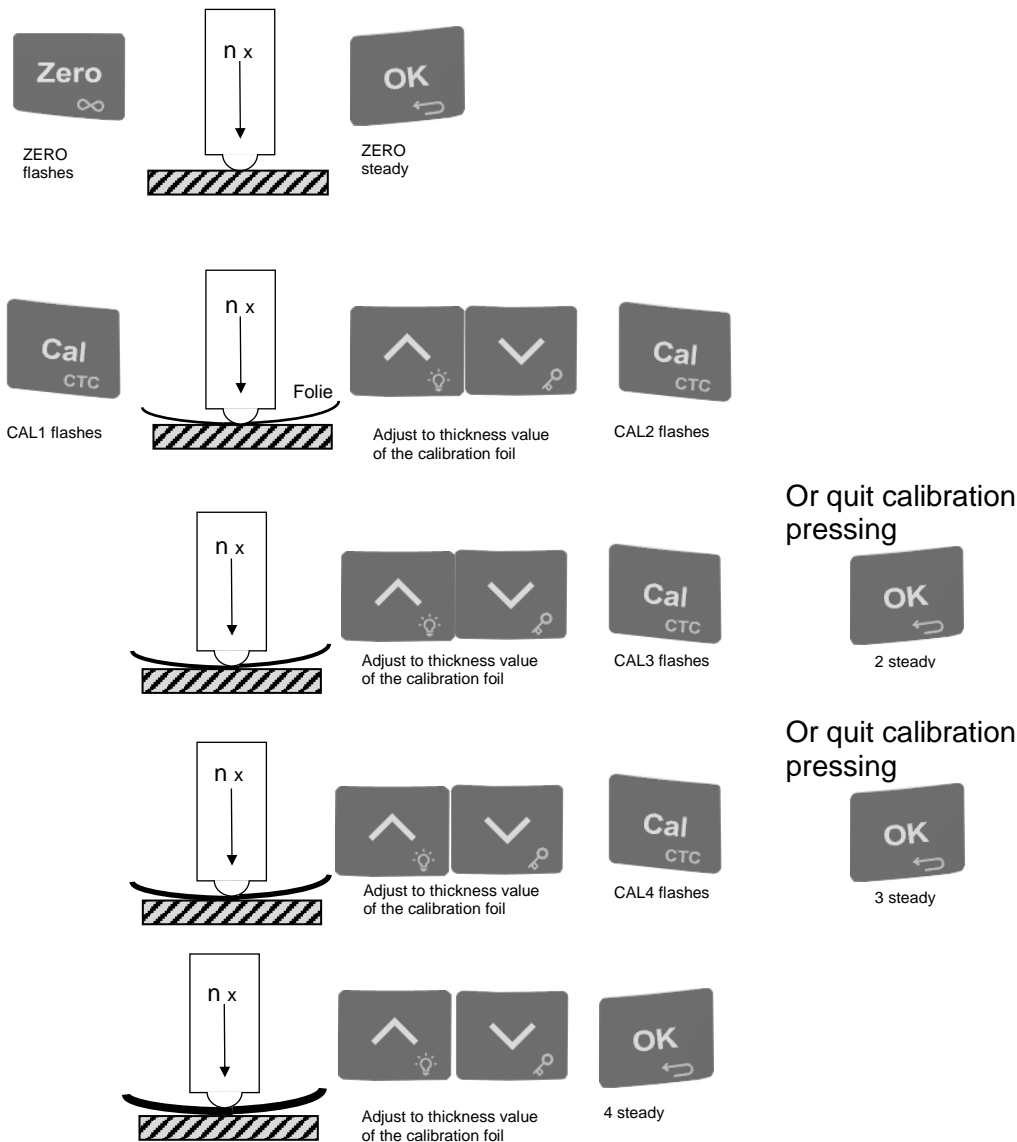 Zero
n x
OK
ZERO
flashes
ZERO
steady
Cal
CTC
n x
Folie
Cal
CTC
CAL1 flashes
Adjust to thickness value
of the calibration foil
CAL2 flashes
Or quit calibration
pressing
n x
Cal
CTC
OK
Adjust to thickness value
of the calibration foil
CAL3 flashes
2 steady
Or quit calibration
pressing
n x
Cal
CTC
OK
Adjust to thickness value
of the calibration foil
CAL4 flashes
3 steady
n x
OK
Adjust to thickness value
of the calibration foil
4 steady